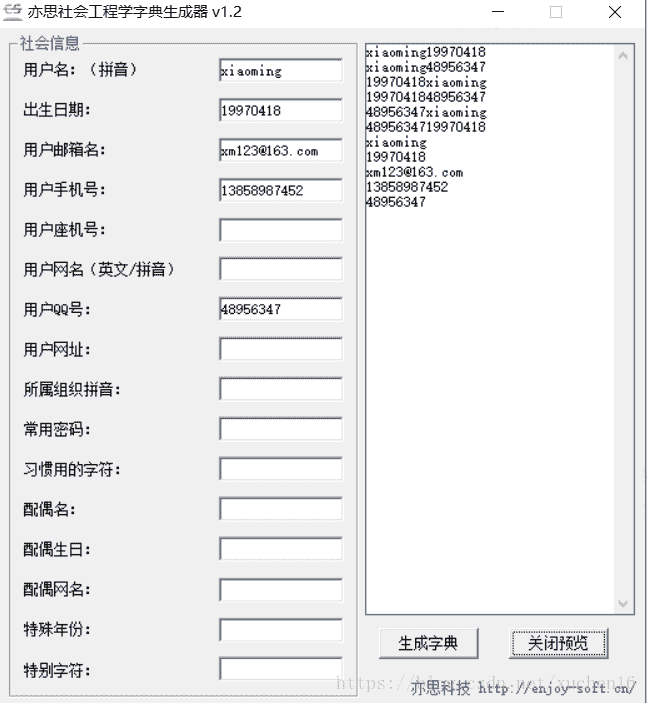 亦思社会工程学字典生成器 v1.2
社会信息
用户名：（拼音） xiaoming
出生日期： 19970418
用户邮箱名： xm123@163.com
用户手机号： 13858987452
用户座机号：
用户网名（英文/拼音）
用户QQ号： 48956347
用户网址：
所属组织拼音：
常用密码：
习惯用的字符：
配偶名：
配偶生日：
配偶网名：
特殊年份：
特别字符：
xiaoming19970418
xiaoming48956347
19970418xiaoming
1997041848956347
48956347xiaoming
4895634719970418
xiaoming
19970418
xm123@163.com
13858987452
48956347
生成字典 关闭预览
亦思科技 http://enjoy-soft.cn/